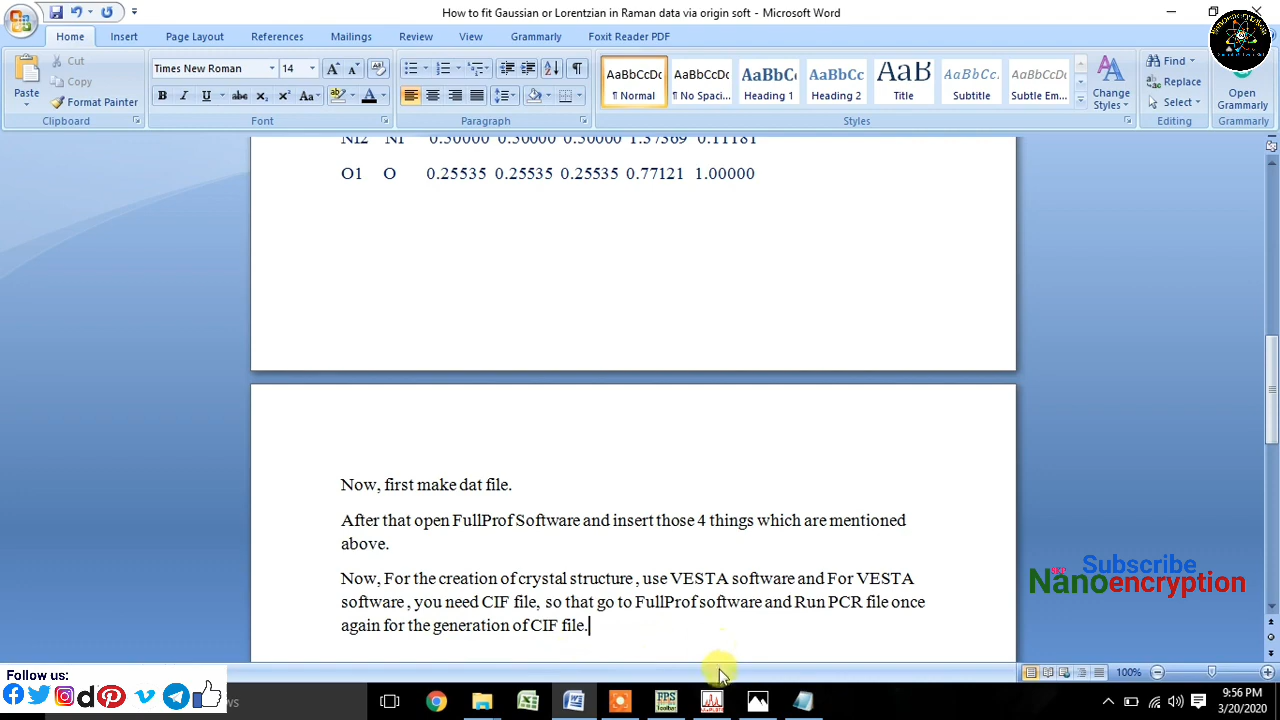 How to fit Gaussian or Lorentzian in Raman data via origin soft - Microsoft Word
Home Insert Page Layout References Mailings Review View Grammarly Foxit Reader PDF
Paste
Cut
Copy
Format Painter
Clipboard
Times New Roman 14
Font
Paragraph
AaBbCcDc AaBbCcDc AaBbCc AaBbCc AaB AaBbCc. AaBbCcDc
¶ Normal ¶ No Spaci... Heading 1 Heading 2 Title Subtitle Subtle Em...
Change Styles
Styles
Find
Replace
Select
Editing
Open Grammarly
Grammarly
Ni2 Ni 0.50000 0.50000 0.50000 1.37369 0.11181
O1 O 0.25535 0.25535 0.25535 0.77121 1.00000
Now, first make dat file.
After that open FullProf Software and insert those 4 things which are mentioned
above.
Now, For the creation of crystal structure , use VESTA software and For VESTA
software , you need CIF file, so that go to FullProf software and Run PCR file once
again for the generation of CIF file.
Subscribe
Nanoencryption
Follow us:
100%
9:56 PM
3/20/2020